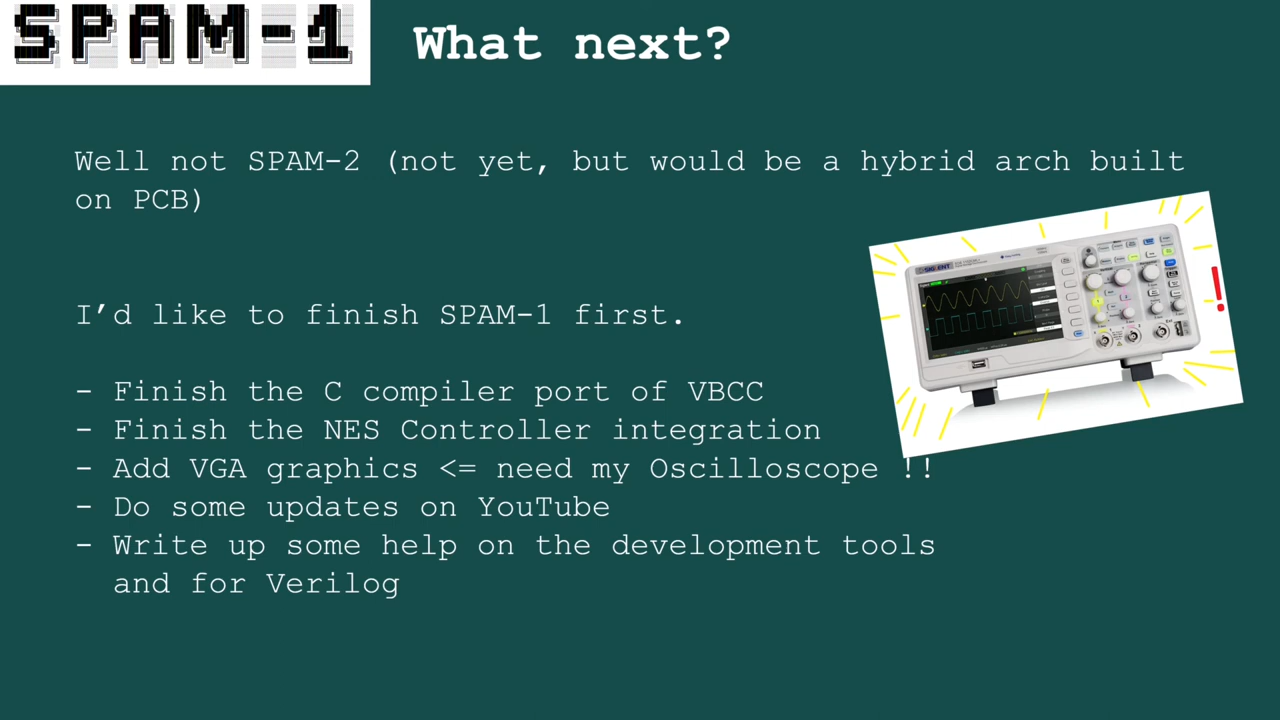 SPAM-1
What next?
Well not SPAM-2 (not yet, but would be a hybrid arch built
on PCB)
I’d like to finish SPAM-1 first.
- Finish the C compiler port of VBCC
- Finish the NES Controller integration
- Add VGA graphics <= need my Oscilloscope !!
- Do some updates on YouTube
- Write up some help on the development tools
and for Verilog
SIGLENT
!